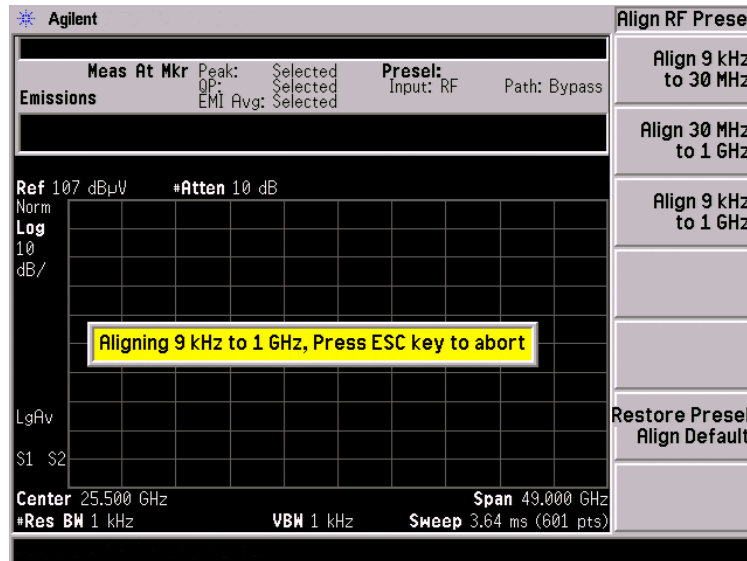 Agilent
Align RF Prese
Meas At Mkr Peak: Selected Presel:
QP: Selected Input: RF Path: Bypass
Emissions EMI Avg: Selected
Ref 107 dBµV #Atten 10 dB
Norm
Log
10
dB/
Aligning 9 kHz to 1 GHz, Press ESC key to abort
LgAv
S1 S2
Center 25.500 GHz Span 49.000 GHz
#Res BW 1 kHz VBW 1 kHz Sweep 3.64 ms (601 pts)
Align 9 kHz
to 30 MHz
Align 30 MHz
to 1 GHz
Align 9 kHz
to 1 GHz
Restore Presel
Align Default